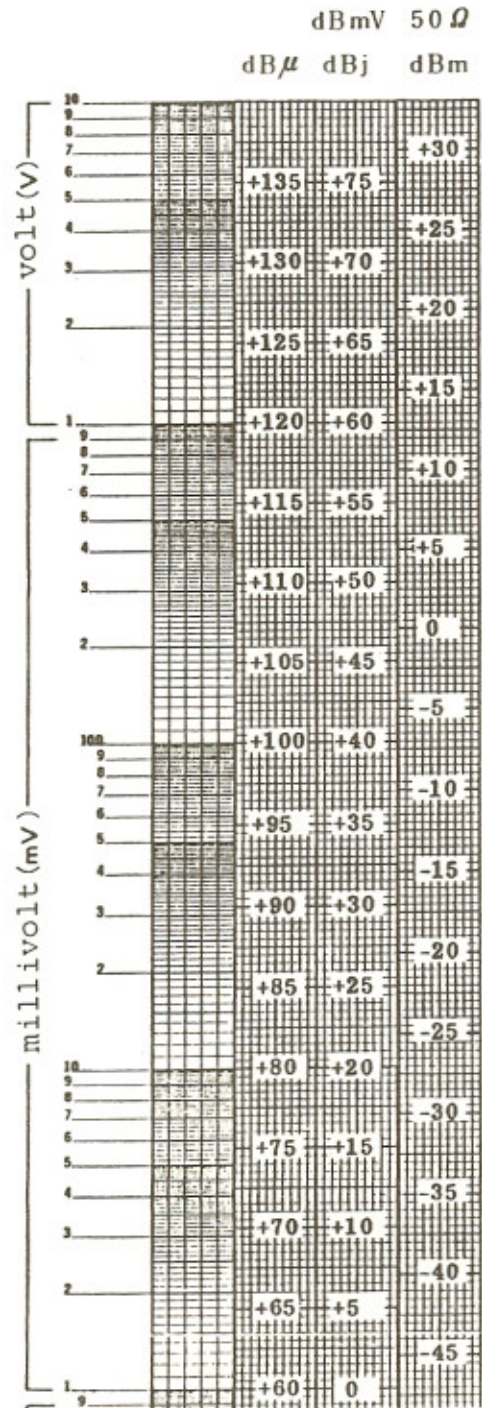 dBmV 50Ω
dBμ dBj dBm
volt(V)
10
9
8
7 +30
6 +135 +75
5
4 +25
3 +130 +70
+20
2
+125 +65
+15
1 +120 +60
millivolt(mV)
9
8
7 +10
6 +115 +55
5
4 +5
3 +110 +50
0
2
+105 +45
-5
100 +100 +40
9
8
7 -10
6 +95 +35
5
4 -15
3 +90 +30
-20
2
+85 +25
-25
10 +80 +20
9
8
7 -30
6 +75 +15
5
4 -35
3 +70 +10
-40
2
+65 +5
-45
1 +60 0
9